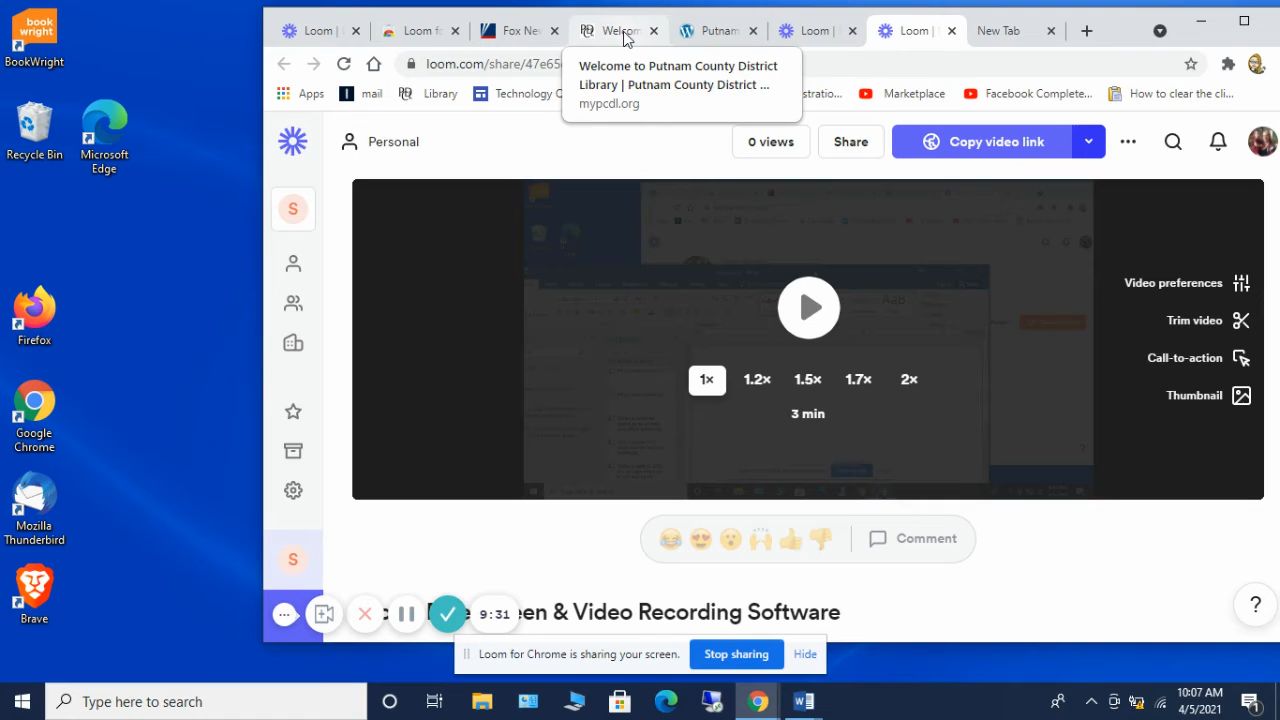 book
wright
BookWright
Recycle Bin
Microsoft
Edge
Firefox
Google
Chrome
Mozilla
Thunderbird
Brave
Loom |
Loom fo
Fox Ne
Welcom
Putnam
Loom |
Loom |
New Tab
loom.com/share/47e65
Welcome to Putnam County District
Library | Putnam County District ...
mypcdl.org
Apps
mail
Library
Technology
Marketplace
Facebook Complete...
How to clear the cli...
Personal
0 views
Share
Copy video link
S
Video preferences
Trim video
Call-to-action
Thumbnail
1×
1.2×
1.5×
1.7×
2×
3 min
Comment
S
9:31
een & Video Recording Software
?
Loom for Chrome is sharing your screen.
Stop sharing
Hide
Type here to search
10:07 AM
4/5/2021
1